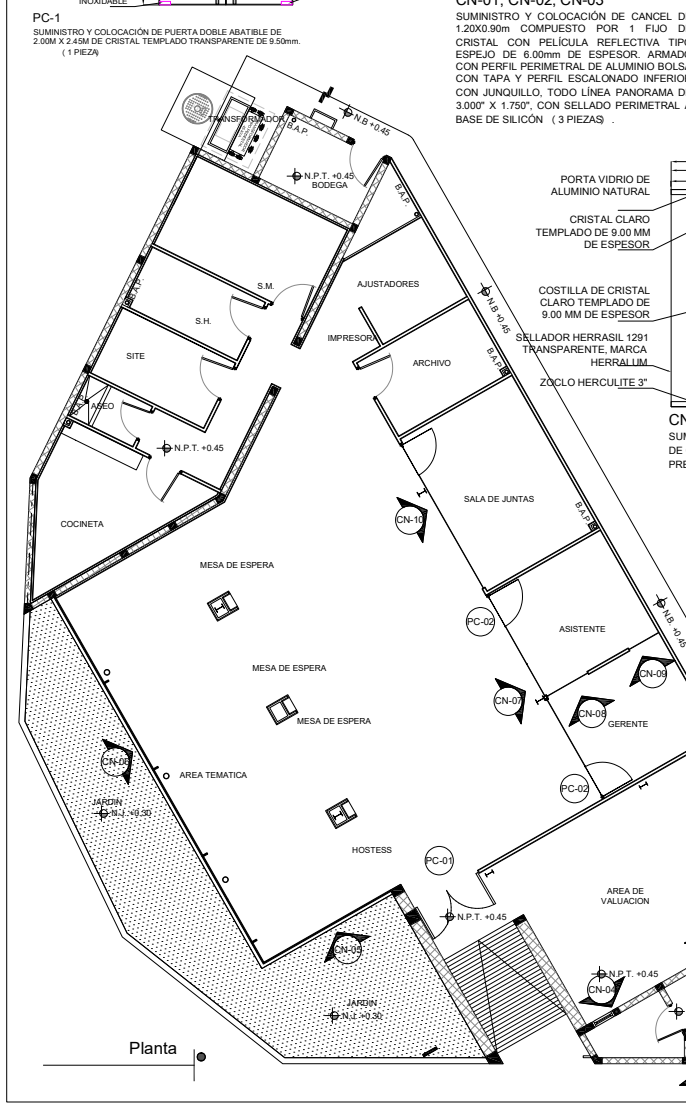 INOXIDABLE
PC-1
SUMINISTRO Y COLOCACIÓN DE PUERTA DOBLE ABATIBLE DE
2.00M X 2.45M DE CRISTAL TEMPLADO TRANSPARENTE DE 9.50mm.
( 1 PIEZA)
CN-01, CN-02, CN-03
SUMINISTRO Y COLOCACIÓN DE CANCEL D
1.20X0.90m COMPUESTO POR 1 FIJO D
CRISTAL CON PELÍCULA REFLECTIVA TIP
ESPEJO DE 6.00mm DE ESPESOR. ARMAD
CON PERFIL PERIMETRAL DE ALUMINIO BOLS
CON TAPA Y PERFIL ESCALONADO INFERIO
CON JUNQUILLO, TODO LÍNEA PANORAMA D
3.000" X 1.750", CON SELLADO PERIMETRAL
BASE DE SILICÓN ( 3 PIEZAS) .
TRANSFORMADOR
B.A.P.
N.B +0.45
N.P.T. +0.45
BODEGA
B.A.P.
PORTA VIDRIO DE
ALUMINIO NATURAL
CRISTAL CLARO
TEMPLADO DE 9.00 MM
DE ESPESOR
COSTILLA DE CRISTAL
CLARO TEMPLADO DE
9.00 MM DE ESPESOR
SELLADOR HERRASIL 1291
TRANSPARENTE, MARCA
HERRALUM
ZOCLO HERCULITE 3"
CN
SU
DE
PRE
S.M.
AJUSTADORES
N.B +0.45
B.A.P.
S.H.
IMPRESORA
SITE
ARCHIVO
B.A.P.
ASEO
B.A.P.
N.P.T. +0.45
SALA DE JUNTAS
CN-10
B.A.P.
COCINETA
MESA DE ESPERA
PC-02
ASISTENTE
N.B. +0.45
MESA DE ESPERA
CN-09
CN-07
CN-08
MESA DE ESPERA
GERENTE
CN-06
AREA TEMATICA
PC-02
JARDIN
N.J. +0.30
HOSTESS
PC-01
AREA DE
VALUACION
N.P.T. +0.45
CN-05
N.P.T. +0.45
CN-04
JARDIN
N.J. +0.30
Planta